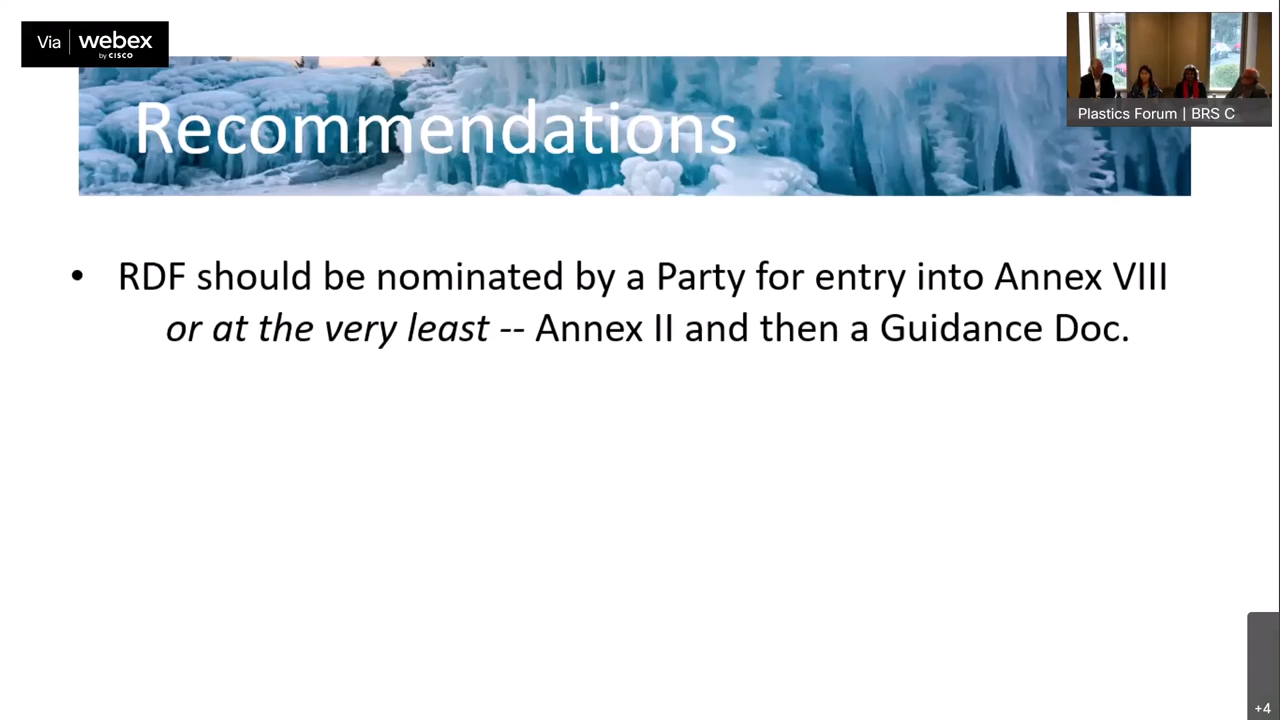 Via webex
by CISCO
Plastics Forum | BRS C
Recommendations
• RDF should be nominated by a Party for entry into Annex VIII
or at the very least -- Annex II and then a Guidance Doc.
+4